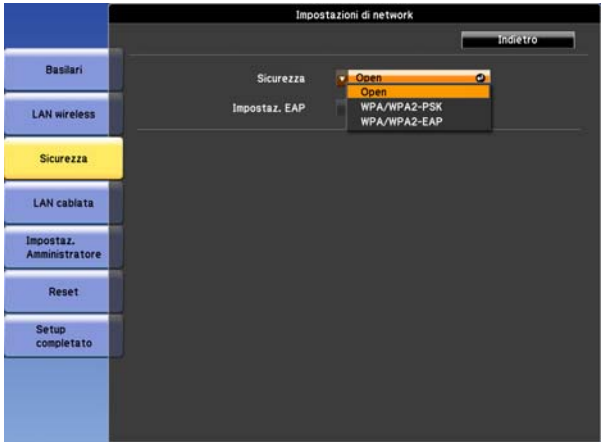 Impostazioni di network
Indietro
Basilari
LAN wireless
Sicurezza
LAN cablata
Impostaz.
Amministratore
Reset
Setup
completato
Sicurezza
Open
Open
WPA/WPA2-PSK
WPA/WPA2-EAP
Impostaz. EAP